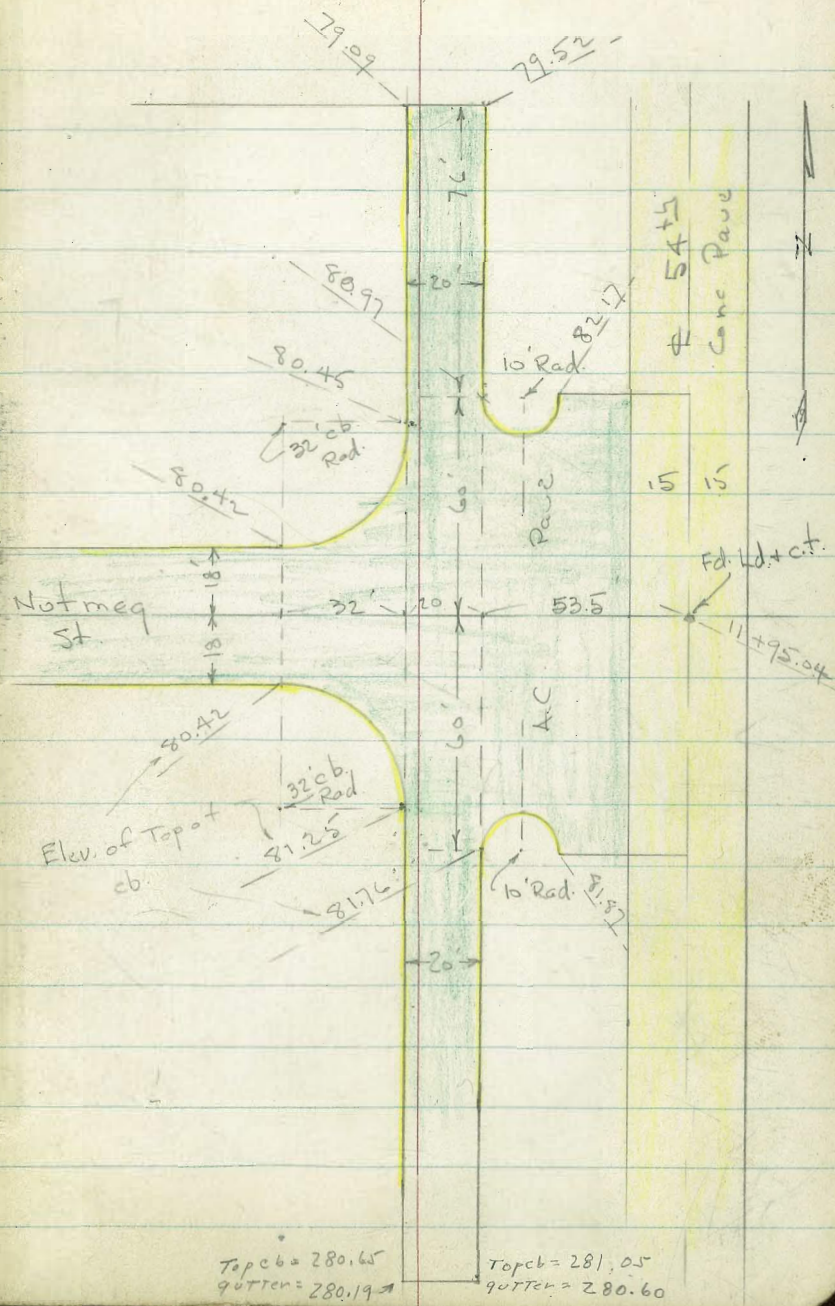 79.09
79.52
76'
℄ 54th
Conc Pave
N
80.97
20'
82.17
80.45
10' Rad.
32' cb
Rad.
80.42
60'
Pave
15 15
18'
Fd. Ld. + c.t.
Nutmeg
St
32' 20 53.5
11+95.04
18
80.42
60'
A.C.
32' cb.
Rad
Elev. of Top of
cb.
81.25
81.76
10' Rad.
81.87
20'
Top cb = 280.65
gutter = 280.19
Top cb = 281.05
gutter = 280.60